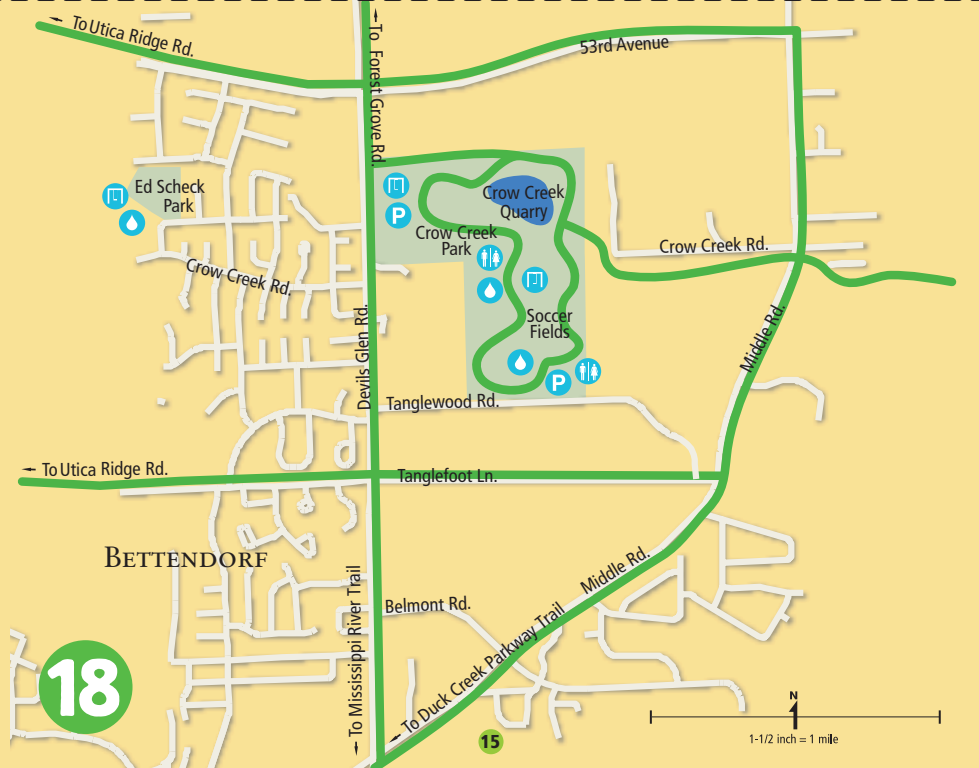 To Utica Ridge Rd.
To Forest Grove Rd.
53rd Avenue
Ed Scheck
Park
P
Crow Creek
Quarry
Crow Creek
Park
Crow Creek Rd.
Crow Creek Rd.
Soccer
Fields
P
Devils Glen Rd.
Middle Rd.
Tanglewood Rd.
To Utica Ridge Rd.
Tanglefoot Ln.
BETTENDORF
Middle Rd.
Belmont Rd.
To Mississippi River Trail
To Duck Creek Parkway Trail
18
15
N
1-1/2 inch = 1 mile